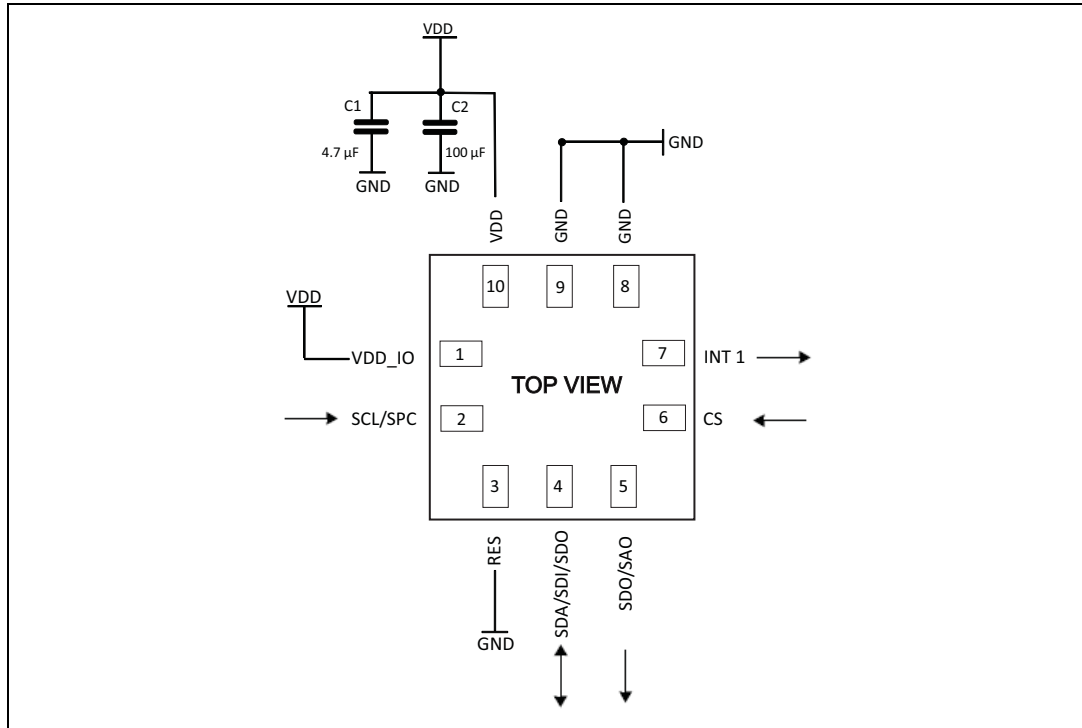 VDD
C1
C2
4.7 µF
100 µF
GND
GND
GND
VDD
GND
GND
10
9
8
VDD
VDD_IO
1
7
INT 1
TOP VIEW
SCL/SPC
2
6
CS
3
4
5
RES
SDA/SDI/SDO
SDO/SAO
GND